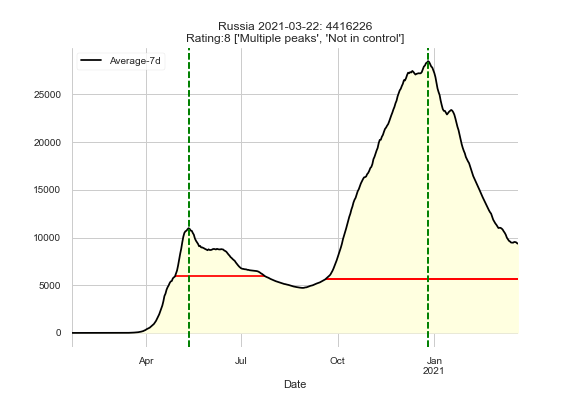 Russia 2021-03-22: 4416226
Rating:8 ['Multiple peaks', 'Not in control']
Average-7d
25000
20000
15000
10000
5000
0
Apr
Jul
Oct
Jan
2021
Date